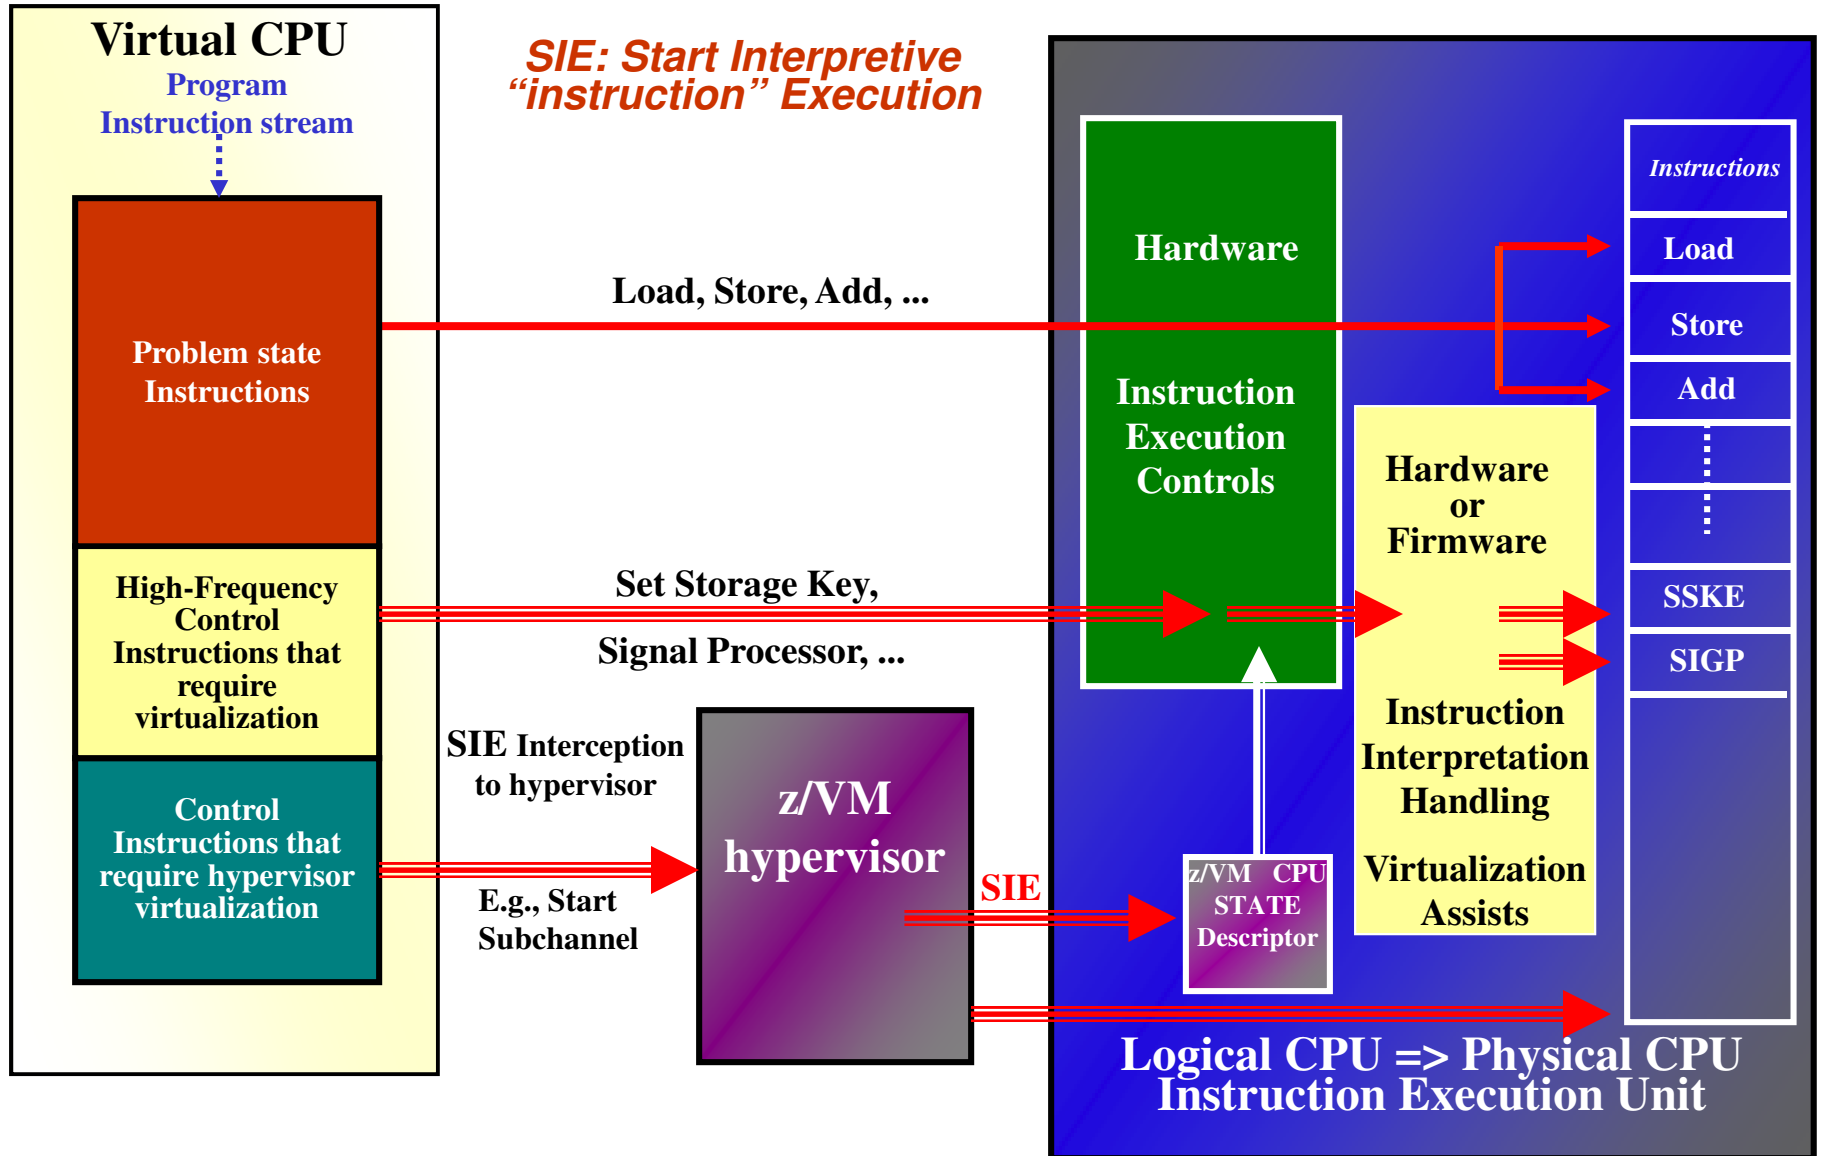 Virtual CPU
Program
Instruction stream
Problem state
Instructions
High-Frequency
Control
Instructions that
require
virtualization
Control
Instructions that
require hypervisor
virtualization
SIE: Start Interpretive
“instruction” Execution
Load, Store, Add, ...
Set Storage Key,
Signal Processor, ...
SIE Interception
to hypervisor
E.g., Start
Subchannel
z/VM
hypervisor
SIE
Hardware
Instruction
Execution
Controls
z/VM CPU
STATE
Descriptor
Hardware
or
Firmware
Instruction
Interpretation
Handling
Virtualization
Assists
Instructions
Load
Store
Add
SSKE
SIGP
Logical CPU => Physical CPU
Instruction Execution Unit